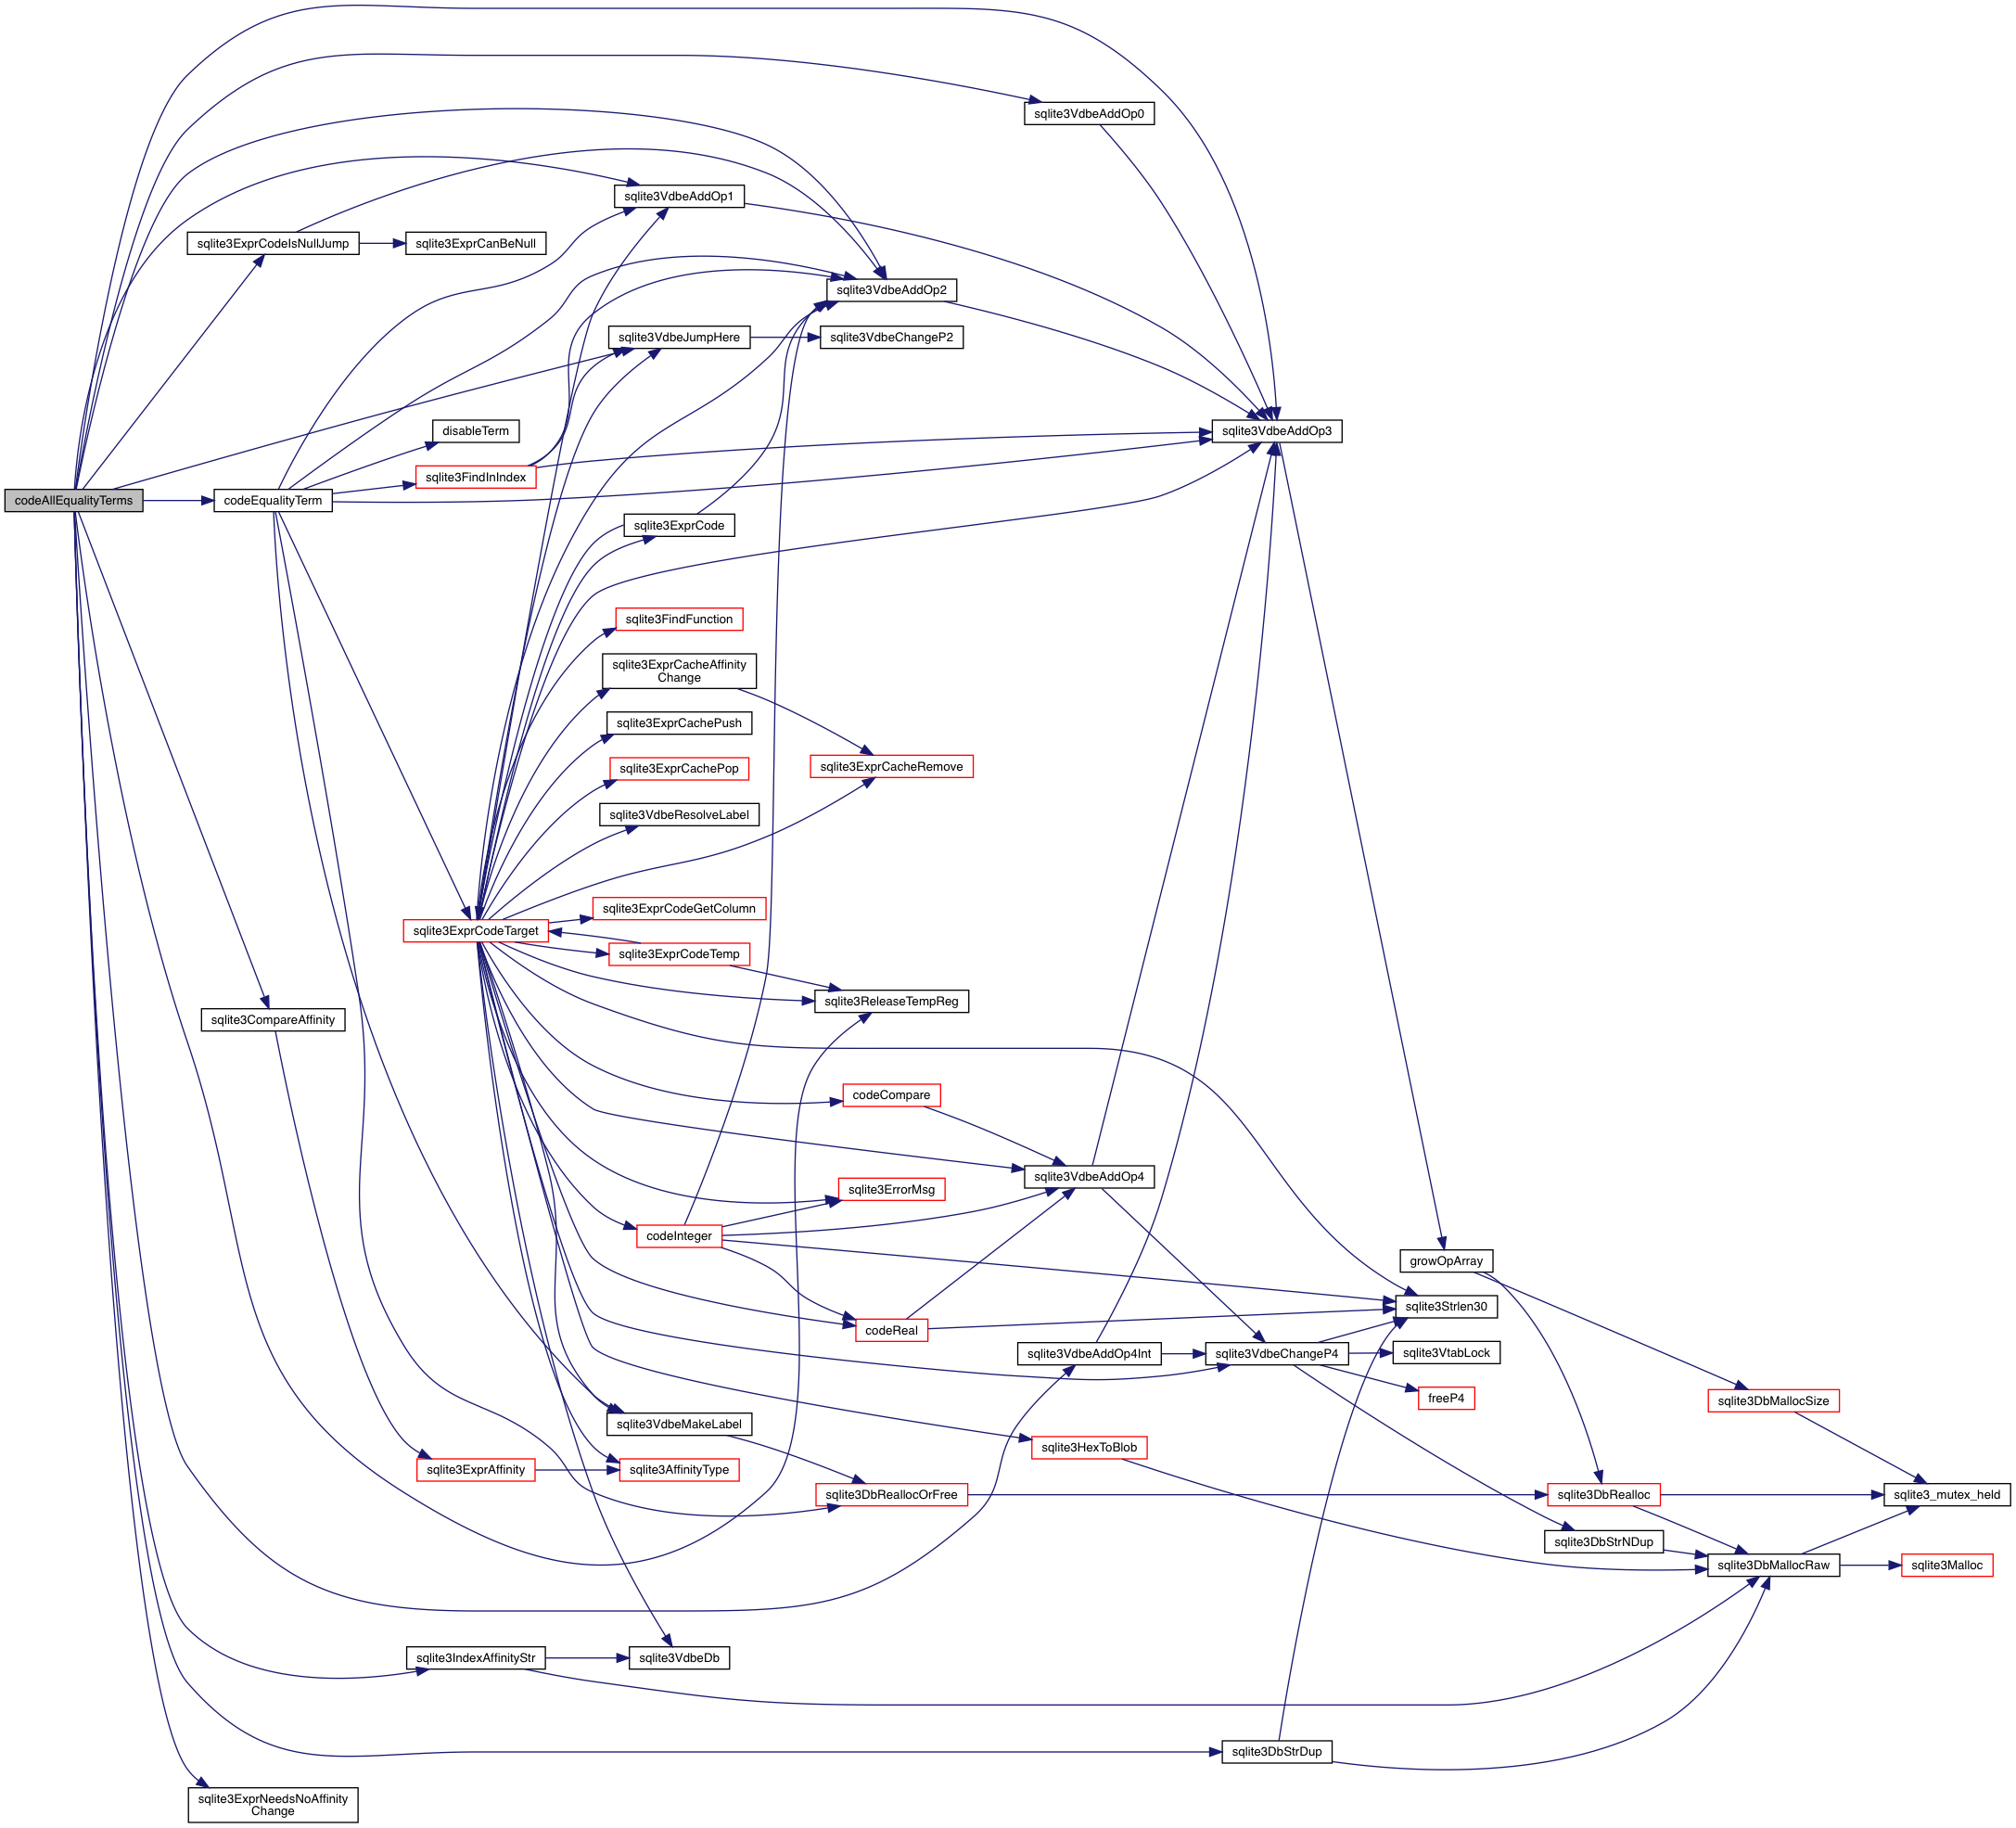 sqlite3VdbeAddOp0
sqlite3VdbeAddOp1
sqlite3ExprCodeIsNullJump
sqlite3ExprCanBeNull
sqlite3VdbeAddOp2
sqlite3VdbeJumpHere
sqlite3VdbeChangeP2
disableTerm
sqlite3VdbeAddOp3
sqlite3FindInIndex
codeAllEqualityTerms
codeEqualityTerm
sqlite3ExprCode
sqlite3FindFunction
sqlite3ExprCacheAffinity
Change
sqlite3ExprCachePush
sqlite3ExprCachePop
sqlite3ExprCacheRemove
sqlite3VdbeResolveLabel
sqlite3ExprCodeGetColumn
sqlite3ExprCodeTarget
sqlite3ExprCodeTemp
sqlite3ReleaseTempReg
sqlite3CompareAffinity
codeCompare
sqlite3VdbeAddOp4
sqlite3ErrorMsg
codeInteger
growOpArray
sqlite3Strlen30
codeReal
sqlite3VdbeAddOp4Int
sqlite3VdbeChangeP4
sqlite3VtabLock
freeP4
sqlite3DbMallocSize
sqlite3VdbeMakeLabel
sqlite3HexToBlob
sqlite3ExprAffinity
sqlite3AffinityType
sqlite3DbReallocOrFree
sqlite3DbRealloc
sqlite3_mutex_held
sqlite3DbStrNDup
sqlite3DbMallocRaw
sqlite3Malloc
sqlite3IndexAffinityStr
sqlite3VdbeDb
sqlite3DbStrDup
sqlite3ExprNeedsNoAffinity
Change